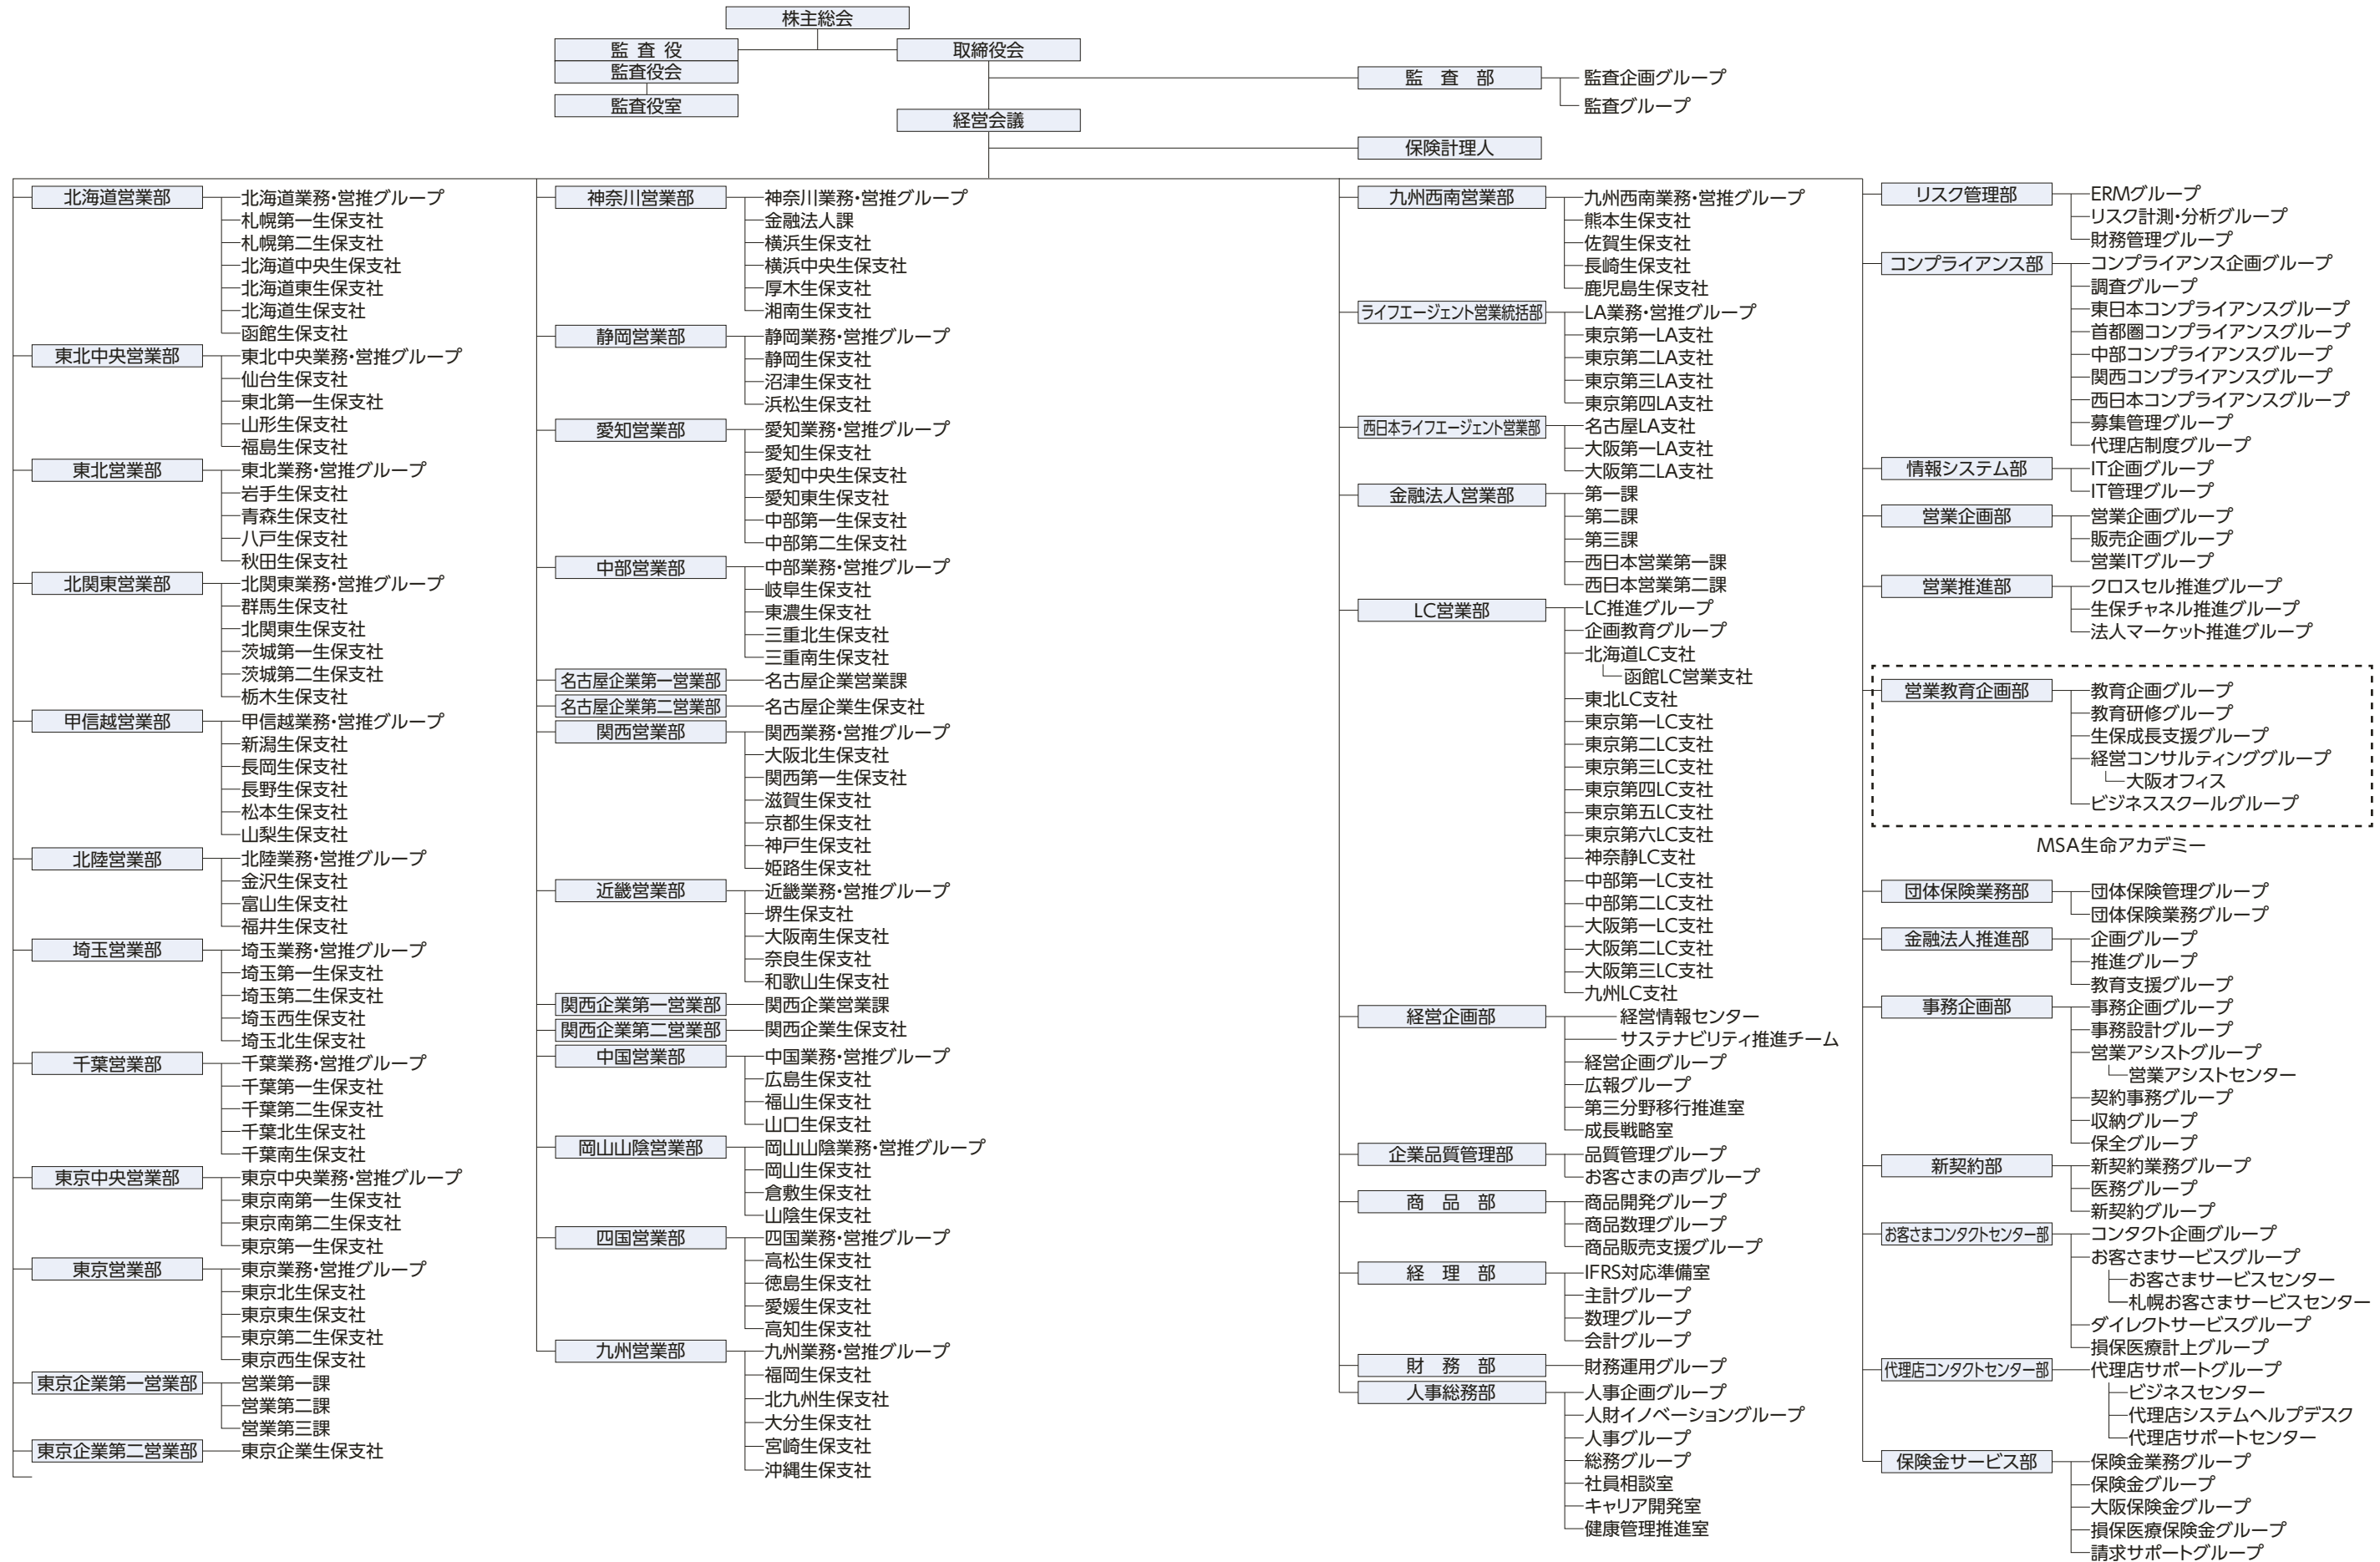 株主総会
監査役
取締役会
監査役会
監査役室
監査部
監査企画グループ
監査グループ
経営会議
保険計理人
北海道営業部
北海道業務・営推グループ
札幌第一生保支社
札幌第二生保支社
北海道中央生保支社
北海道東生保支社
北海道生保支社
函館生保支社
東北中央営業部
東北中央業務・営推グループ
仙台生保支社
東北第一生保支社
山形生保支社
福島生保支社
東北営業部
東北業務・営推グループ
岩手生保支社
青森生保支社
八戸生保支社
秋田生保支社
北関東営業部
北関東業務・営推グループ
群馬生保支社
北関東生保支社
茨城第一生保支社
茨城第二生保支社
栃木生保支社
甲信越営業部
甲信越業務・営推グループ
新潟生保支社
長岡生保支社
長野生保支社
松本生保支社
山梨生保支社
北陸営業部
北陸業務・営推グループ
金沢生保支社
富山生保支社
福井生保支社
埼玉営業部
埼玉業務・営推グループ
埼玉第一生保支社
埼玉第二生保支社
埼玉西生保支社
埼玉北生保支社
千葉営業部
千葉業務・営推グループ
千葉第一生保支社
千葉第二生保支社
千葉北生保支社
千葉南生保支社
東京中央営業部
東京中央業務・営推グループ
東京南第一生保支社
東京南第二生保支社
東京第一生保支社
東京営業部
東京業務・営推グループ
東京北生保支社
東京東生保支社
東京第二生保支社
東京西生保支社
東京企業第一営業部
営業第一課
営業第二課
営業第三課
東京企業第二営業部
東京企業生保支社
神奈川営業部
神奈川業務・営推グループ
金融法人課
横浜生保支社
横浜中央生保支社
厚木生保支社
湘南生保支社
静岡営業部
静岡業務・営推グループ
静岡生保支社
沼津生保支社
浜松生保支社
愛知営業部
愛知業務・営推グループ
愛知生保支社
愛知中央生保支社
愛知東生保支社
中部第一生保支社
中部第二生保支社
中部営業部
中部業務・営推グループ
岐阜生保支社
東濃生保支社
三重北生保支社
三重南生保支社
名古屋企業第一営業部
名古屋企業営業課
名古屋企業第二営業部
名古屋企業生保支社
関西営業部
関西業務・営推グループ
大阪北生保支社
関西第一生保支社
滋賀生保支社
京都生保支社
神戸生保支社
姫路生保支社
近畿営業部
近畿業務・営推グループ
堺生保支社
大阪南生保支社
奈良生保支社
和歌山生保支社
関西企業第一営業部
関西企業営業課
関西企業第二営業部
関西企業生保支社
中国営業部
中国業務・営推グループ
広島生保支社
福山生保支社
山口生保支社
岡山山陰営業部
岡山山陰業務・営推グループ
岡山生保支社
倉敷生保支社
山陰生保支社
四国営業部
四国業務・営推グループ
高松生保支社
徳島生保支社
愛媛生保支社
高知生保支社
九州営業部
九州業務・営推グループ
福岡生保支社
北九州生保支社
大分生保支社
宮崎生保支社
沖縄生保支社
九州西南営業部
九州西南業務・営推グループ
熊本生保支社
佐賀生保支社
長崎生保支社
鹿児島生保支社
ライフエージェント営業統括部
LA業務・営推グループ
東京第一LA支社
東京第二LA支社
東京第三LA支社
東京第四LA支社
西日本ライフエージェント営業部
名古屋LA支社
大阪第一LA支社
大阪第二LA支社
金融法人営業部
第一課
第二課
第三課
西日本営業第一課
西日本営業第二課
LC営業部
LC推進グループ
企画教育グループ
北海道LC支社
函館LC営業支社
東北LC支社
東京第一LC支社
東京第二LC支社
東京第三LC支社
東京第四LC支社
東京第五LC支社
東京第六LC支社
神奈静LC支社
中部第一LC支社
中部第二LC支社
大阪第一LC支社
大阪第二LC支社
大阪第三LC支社
九州LC支社
経営企画部
経営情報センター
サステナビリティ推進チーム
経営企画グループ
広報グループ
第三分野移行推進室
成長戦略室
企業品質管理部
品質管理グループ
お客さまの声グループ
商品部
商品開発グループ
商品数理グループ
商品販売支援グループ
経理部
IFRS対応準備室
主計グループ
数理グループ
会計グループ
財務部
財務運用グループ
人事総務部
人事企画グループ
人財イノベーショングループ
人事グループ
総務グループ
社員相談室
キャリア開発室
健康管理推進室
リスク管理部
ERMグループ
リスク計測・分析グループ
財務管理グループ
コンプライアンス部
コンプライアンス企画グループ
調査グループ
東日本コンプライアンスグループ
首都圏コンプライアンスグループ
中部コンプライアンスグループ
関西コンプライアンスグループ
西日本コンプライアンスグループ
募集管理グループ
代理店制度グループ
情報システム部
IT企画グループ
IT管理グループ
営業企画部
営業企画グループ
販売企画グループ
営業ITグループ
営業推進部
クロスセル推進グループ
生保チャネル推進グループ
法人マーケット推進グループ
営業教育企画部
教育企画グループ
教育研修グループ
生保成長支援グループ
経営コンサルティンググループ
大阪オフィス
ビジネススクールグループ
MSA生命アカデミー
団体保険業務部
団体保険管理グループ
団体保険業務グループ
金融法人推進部
企画グループ
推進グループ
教育支援グループ
事務企画部
事務企画グループ
事務設計グループ
営業アシストグループ
営業アシストセンター
契約事務グループ
収納グループ
保全グループ
新契約部
新契約業務グループ
医務グループ
新契約グループ
お客さまコンタクトセンター部
コンタクト企画グループ
お客さまサービスグループ
お客さまサービスセンター
札幌お客さまサービスセンター
ダイレクトサービスグループ
損保医療計上グループ
代理店コンタクトセンター部
代理店サポートグループ
ビジネスセンター
代理店システムヘルプデスク
代理店サポートセンター
保険金サービス部
保険金業務グループ
保険金グループ
大阪保険金グループ
損保医療保険金グループ
請求サポートグループ